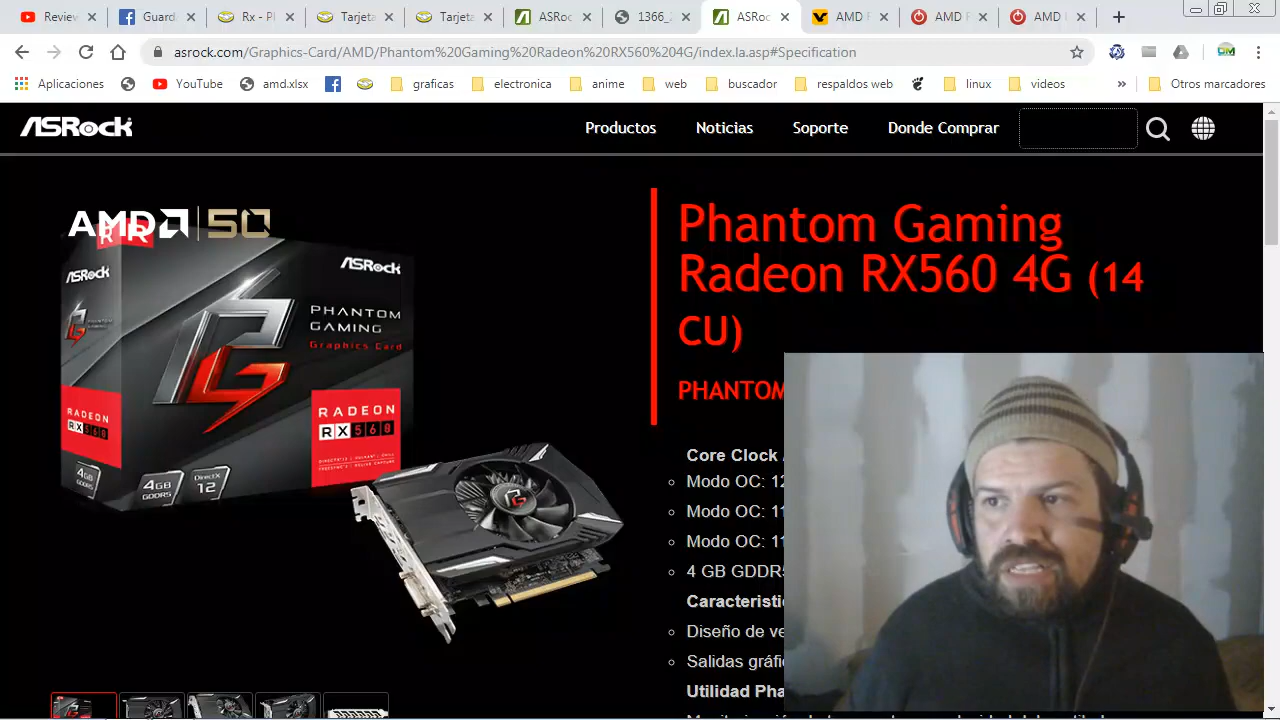 Review
Guard
Rx - Pl
Tarjeta
Tarjeta
ASRoc
1366_
ASRoc
AMD F
AMD F
AMD
asrock.com/Graphics-Card/AMD/Phantom%20Gaming%20Radeon%20RX560%204G/index.la.asp#Specification
Aplicaciones YouTube amd.xlsx graficas electronica anime web buscador respaldos web linux videos » Otros marcadores
ASRock Productos Noticias Soporte Donde Comprar
AMD 50
ASRock
ASRock
PHANTOM
GAMING
Graphics Card
RADEON
RX 560
RADEON
RX 560
4GB
GDDR5
4GB
GDDR5
DirectX
12
Phantom Gaming
Radeon RX560 4G (14
CU)
PHANTOM
Core Clock
Modo OC: 12
Modo OC: 11
Modo OC: 11
4 GB GDDR5
Característi
Diseño de ve
Salidas gráfi
Utilidad Pha